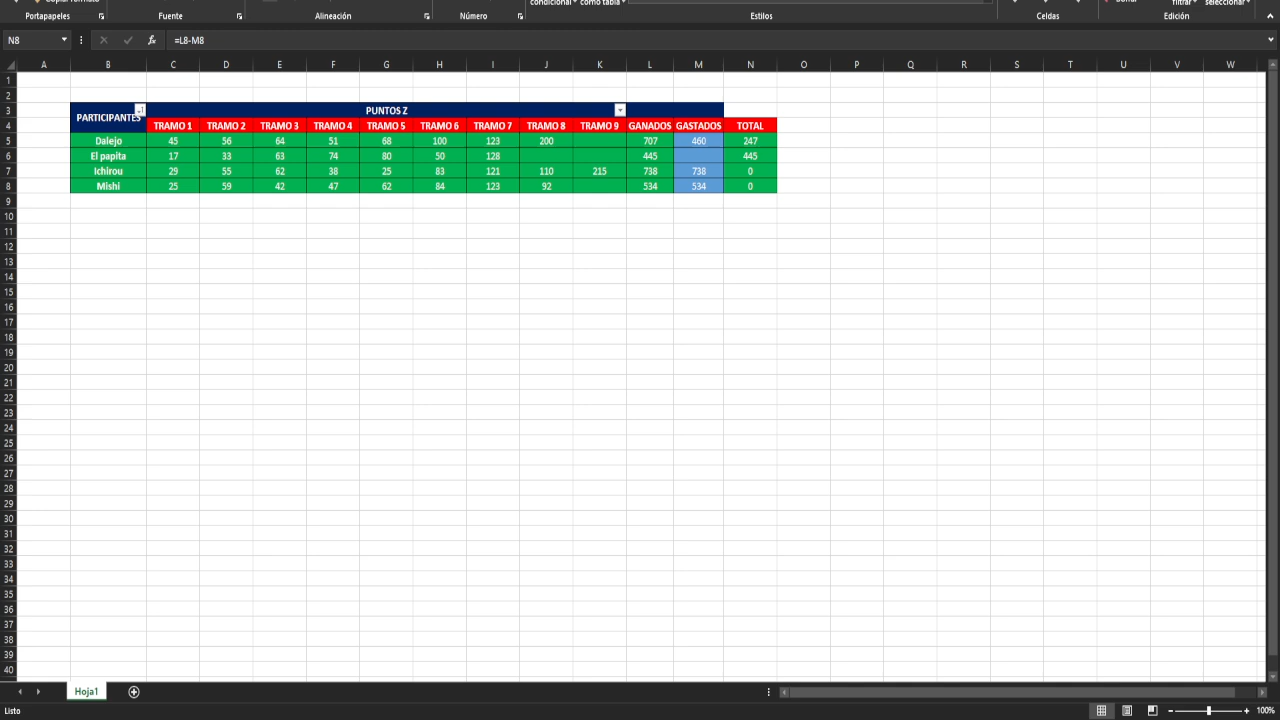 Copiar formato condicional como tabla Borrar filtrar seleccionar
Portapapeles Fuente Alineación Número Estilos Celdas Edición
N8 fx =L8-M8
A B C D E F G H I J K L M N O P Q R S T U V W
1
2
3 PARTICIPANTES PUNTOS Z
4 TRAMO 1 TRAMO 2 TRAMO 3 TRAMO 4 TRAMO 5 TRAMO 6 TRAMO 7 TRAMO 8 TRAMO 9 GANADOS GASTADOS TOTAL
5 Dalejo 45 56 64 51 68 100 123 200 707 460 247
6 El papita 17 33 63 74 80 50 128 445 445
7 Ichirou 29 55 62 38 25 83 121 110 215 738 738 0
8 Mishi 25 59 42 47 62 84 123 92 534 534 0
9
10
11
12
13
14
15
16
17
18
19
20
21
22
23
24
25
26
27
28
29
30
31
32
33
34
35
36
37
38
39
40
Hoja1
Listo 100%